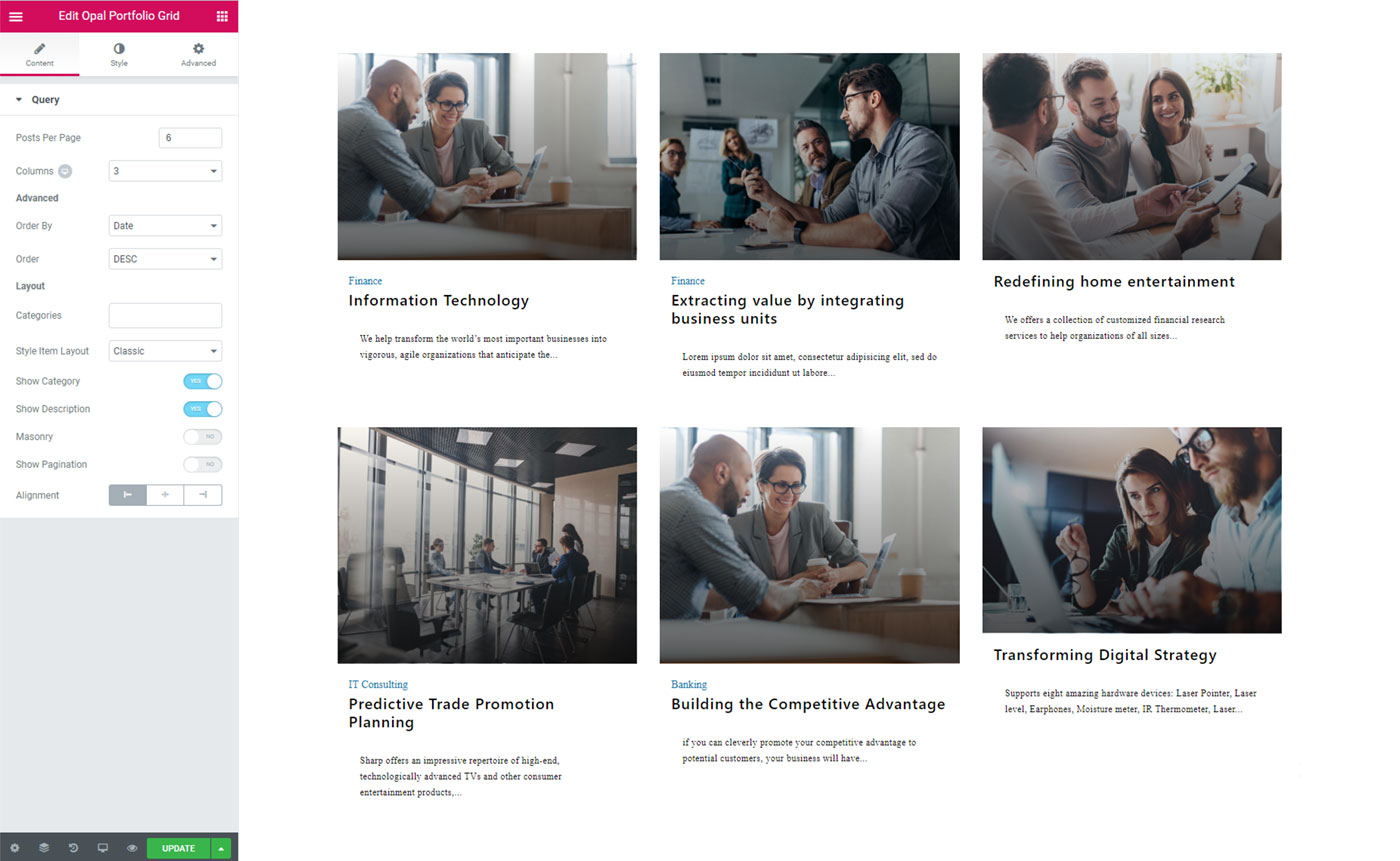 Edit Opal Portfolio Grid
Content
Style
Advanced
Query
Posts Per Page
6
Columns
3
Advanced
Order By
Date
Order
DESC
Layout
Categories
Style Item Layout
Classic
Show Category
YES
Show Description
YES
Masonry
NO
Show Pagination
NO
Alignment
UPDATE
Finance
Information Technology
We help transform the world’s most important businesses into
vigorous, agile organizations that anticipate the...
Finance
Extracting value by integrating
business units
Lorem ipsum dolor sit amet, consectetur adipisicing elit, sed do
eiusmod tempor incididunt ut labore...
Redefining home entertainment
We offers a collection of customized financial research
services to help organizations of all sizes...
IT Consulting
Predictive Trade Promotion
Planning
Sharp offers an impressive repertoire of high-end,
technologically advanced TVs and other consumer
entertainment products,...
Banking
Building the Competitive Advantage
if you can cleverly promote your competitive advantage to
potential customers, your business will have...
Transforming Digital Strategy
Supports eight amazing hardware devices: Laser Pointer, Laser
level, Earphones, Moisture meter, IR Thermometer, Laser...